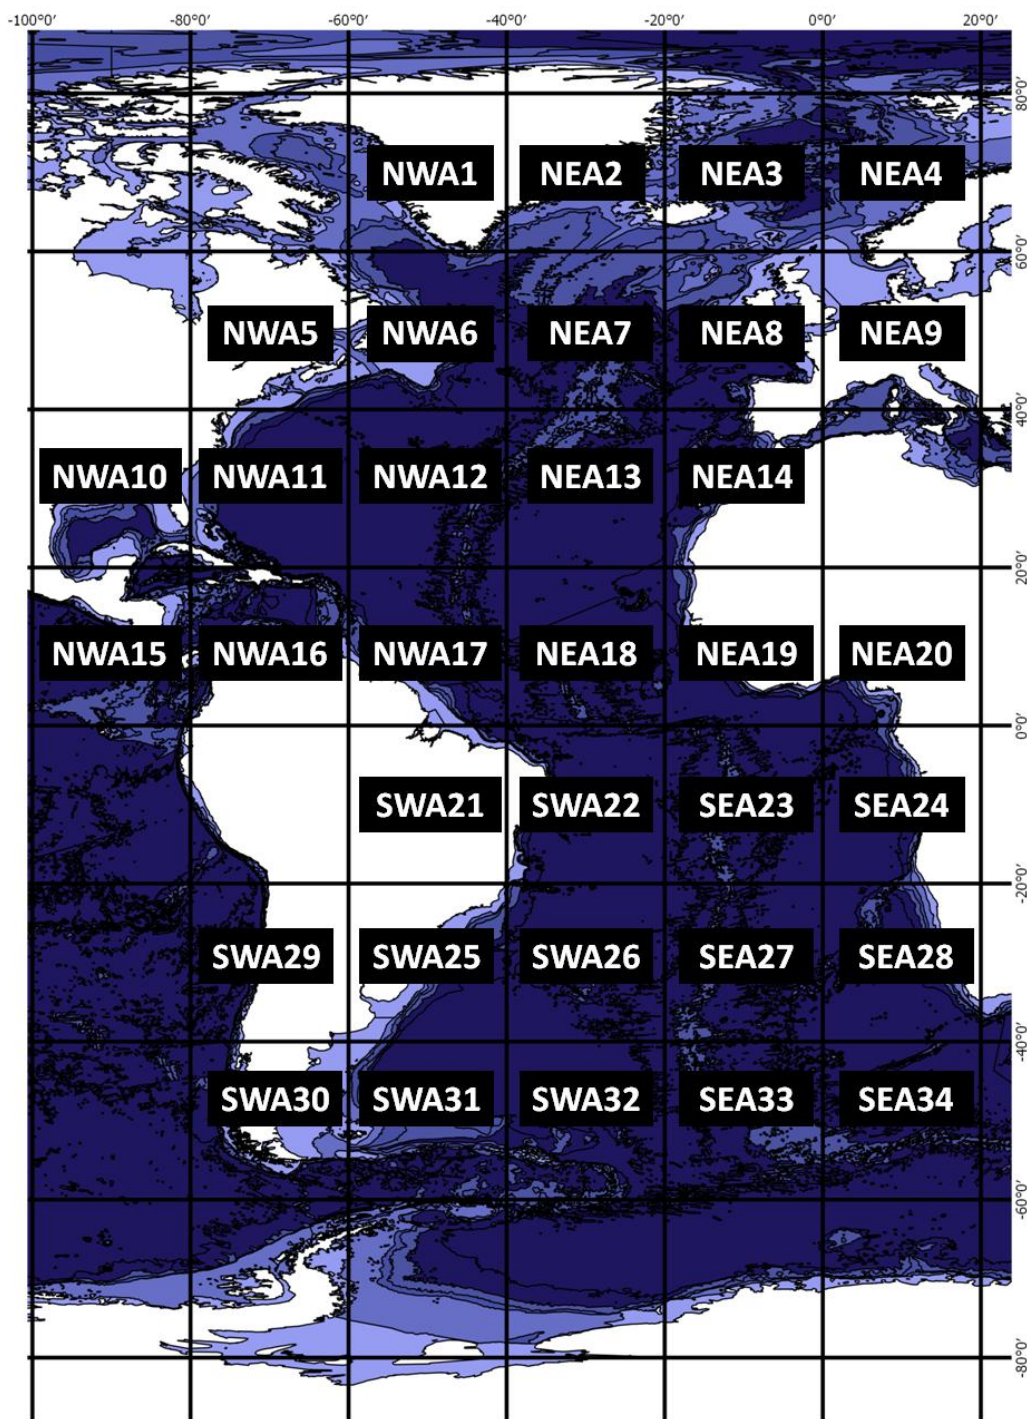 -100°0' -80°0' -60°0' -40°0' -20°0' 0°0' 20°0'
80°0'
NWA1 NEA2 NEA3 NEA4
60°0'
NWA5 NWA6 NEA7 NEA8 NEA9
40°0'
NWA10 NWA11 NWA12 NEA13 NEA14
20°0'
NWA15 NWA16 NWA17 NEA18 NEA19 NEA20
0°0'
SWA21 SWA22 SEA23 SEA24
-20°0'
SWA29 SWA25 SWA26 SEA27 SEA28
-40°0'
SWA30 SWA31 SWA32 SEA33 SEA34
-60°0'
-80°0'